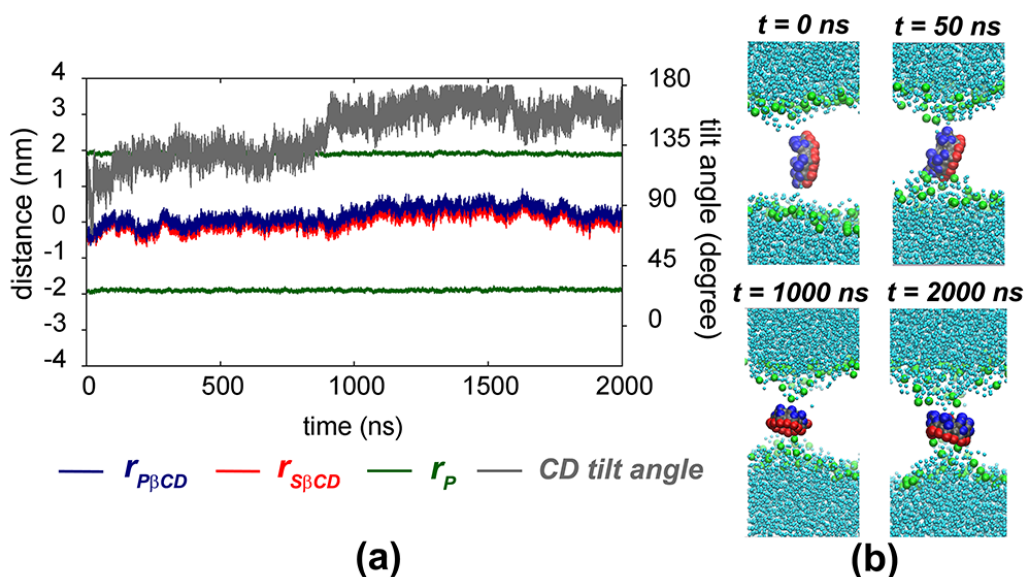 t = 0 ns
t = 50 ns
4
3
2
1
0
-1
-2
-3
-4
distance (nm)
180
135
90
45
0
tilt angle (degree)
0
500
1000
1500
2000
time (ns)
t = 1000 ns
t = 2000 ns
rPβCD
rSβCD
rP
CD tilt angle
(a)
(b)